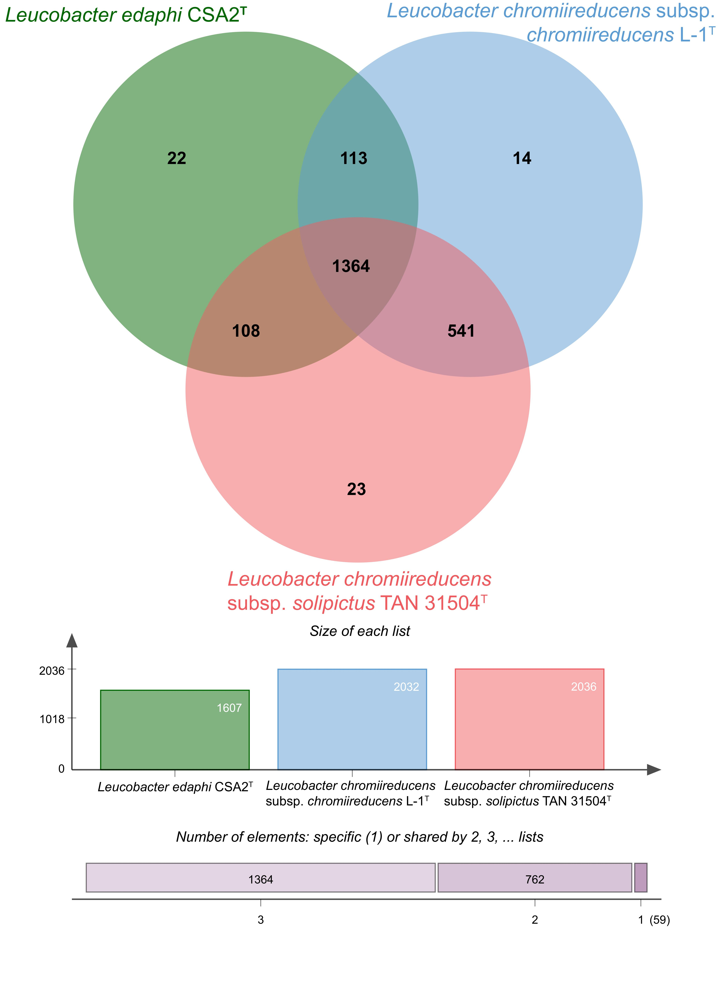 Leucobacter edaphi CSA2ᵀ
Leucobacter chromiireducens subsp.
chromiireducens L-1ᵀ
22
113
14
1364
108
541
23
Leucobacter chromiireducens
subsp. solipictus TAN 31504ᵀ
Size of each list
2036
1018
0
1607
2032
2036
Leucobacter edaphi CSA2ᵀ
Leucobacter chromiireducens
subsp. chromiireducens L-1ᵀ
Leucobacter chromiireducens
subsp. solipictus TAN 31504ᵀ
Number of elements: specific (1) or shared by 2, 3, ... lists
1364
762
3
2
1 (59)